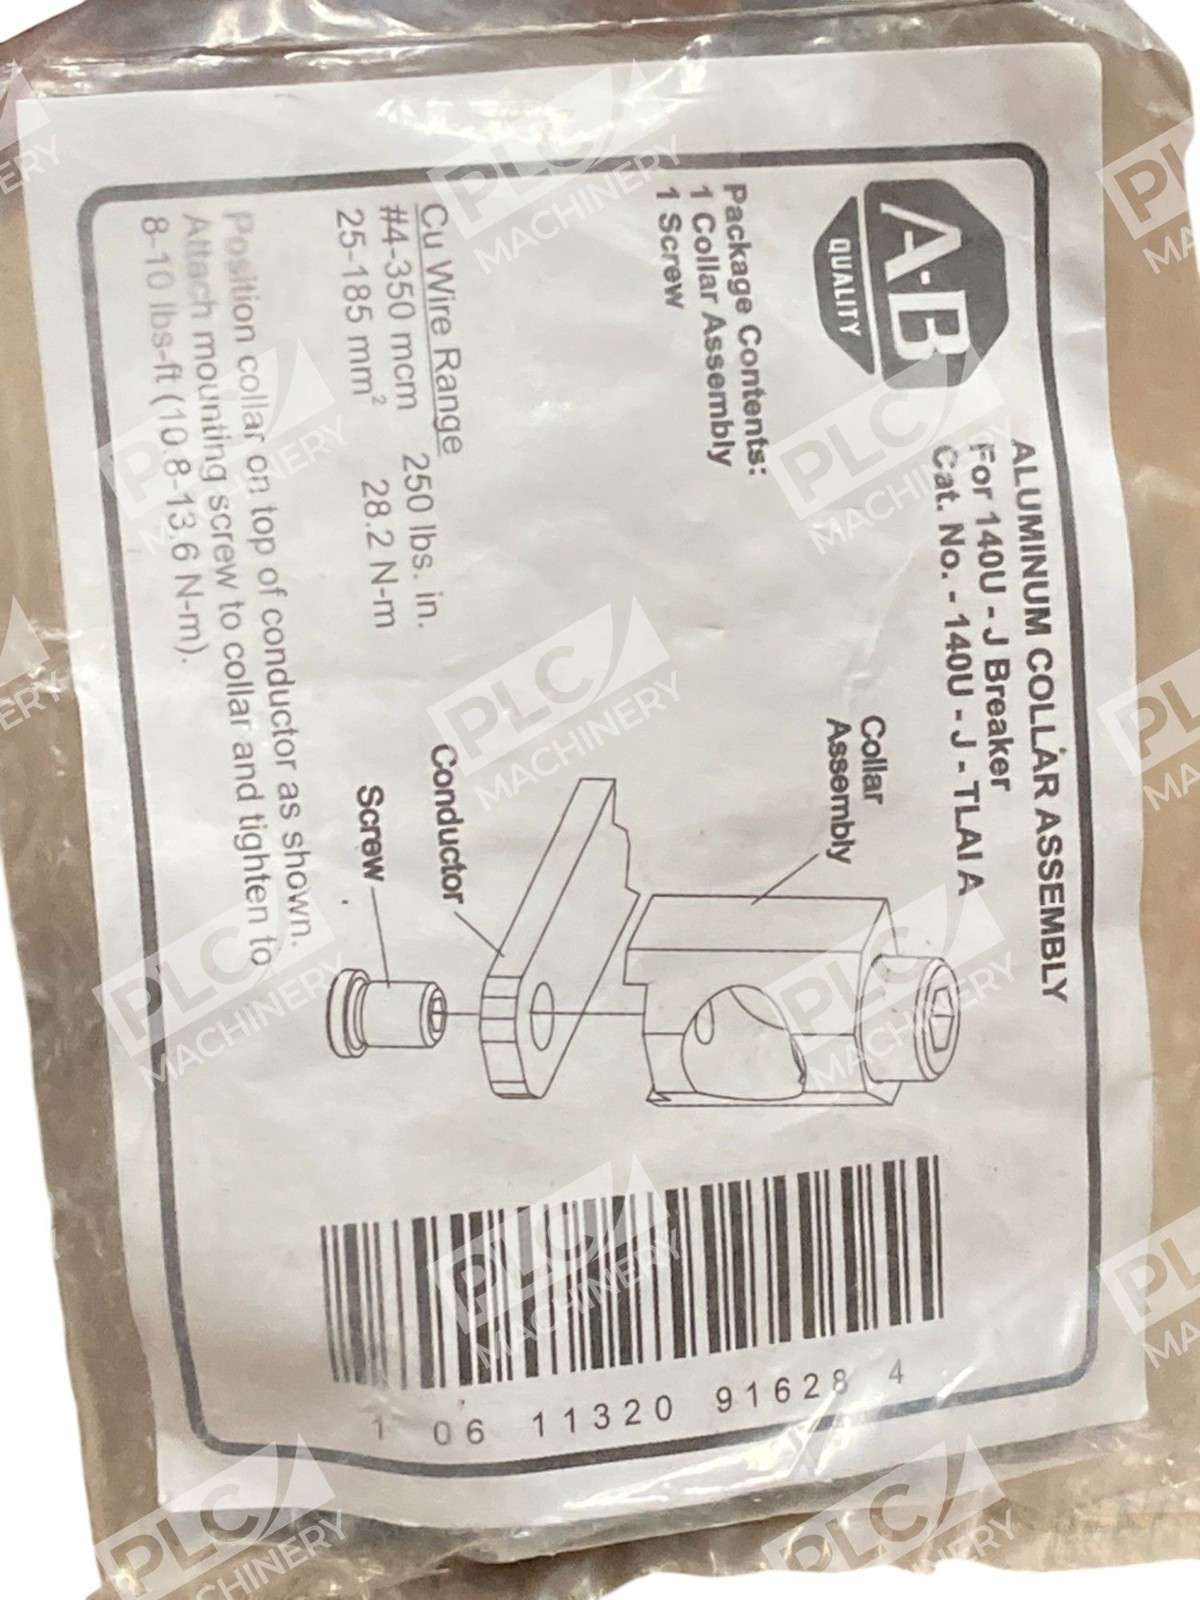 A-B
QUALITY
ALUMINUM COLLAR ASSEMBLY
For 140U - J Breaker
Cat. No. - 140U - J - TLAI A
Package Contents:
1 Collar Assembly
1 Screw
Collar
Assembly
Conductor
Screw
Cu Wire Range
#4-350 mcm 250 lbs. in.
25-185 mm² 28.2 N-m
Position collar on top of conductor as shown.
Attach mounting screw to collar and tighten to
8-10 lbs-ft (10.8-13.6 N-m).
1 06 11320 91628 4
PLC
MACHINERY